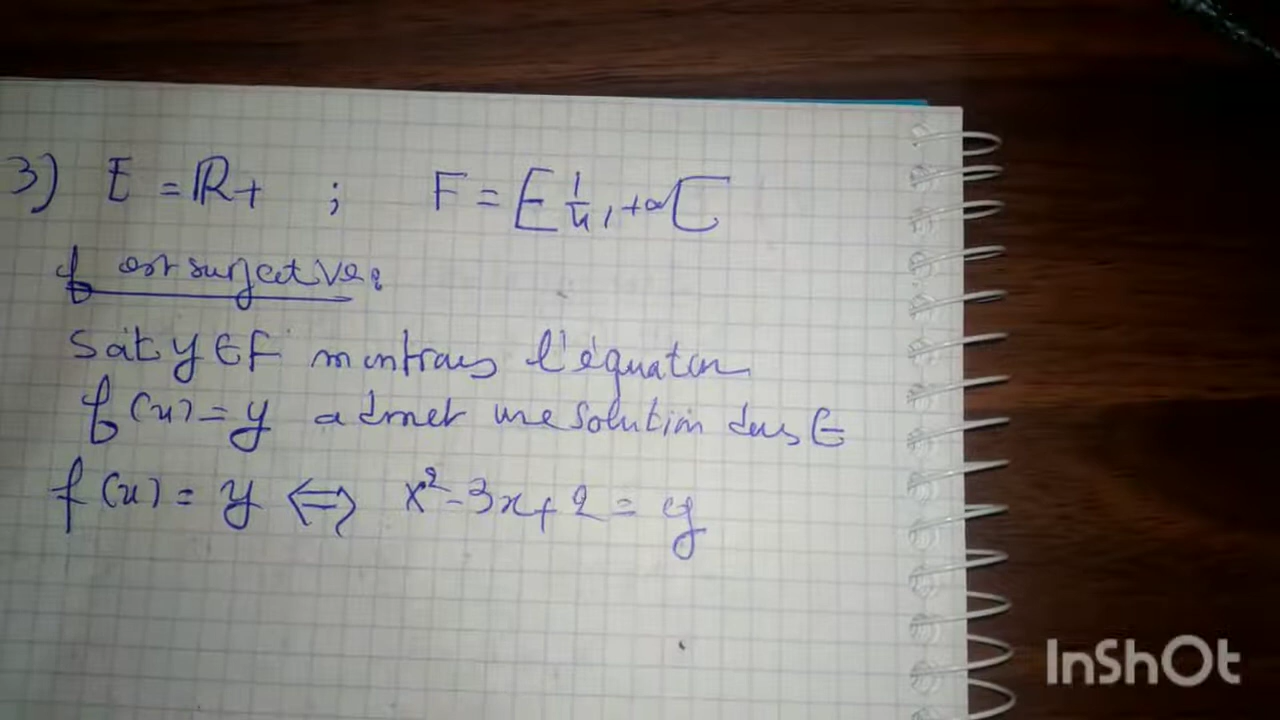 3) E = ℝ+ ; F = [1/4, +∞[
f est surjective :
Soit y ∈ F montrons l'équation
f(x) = y admet une solution dans E
f(x) = y ⟺ x² - 3x + 2 = y
InShOt